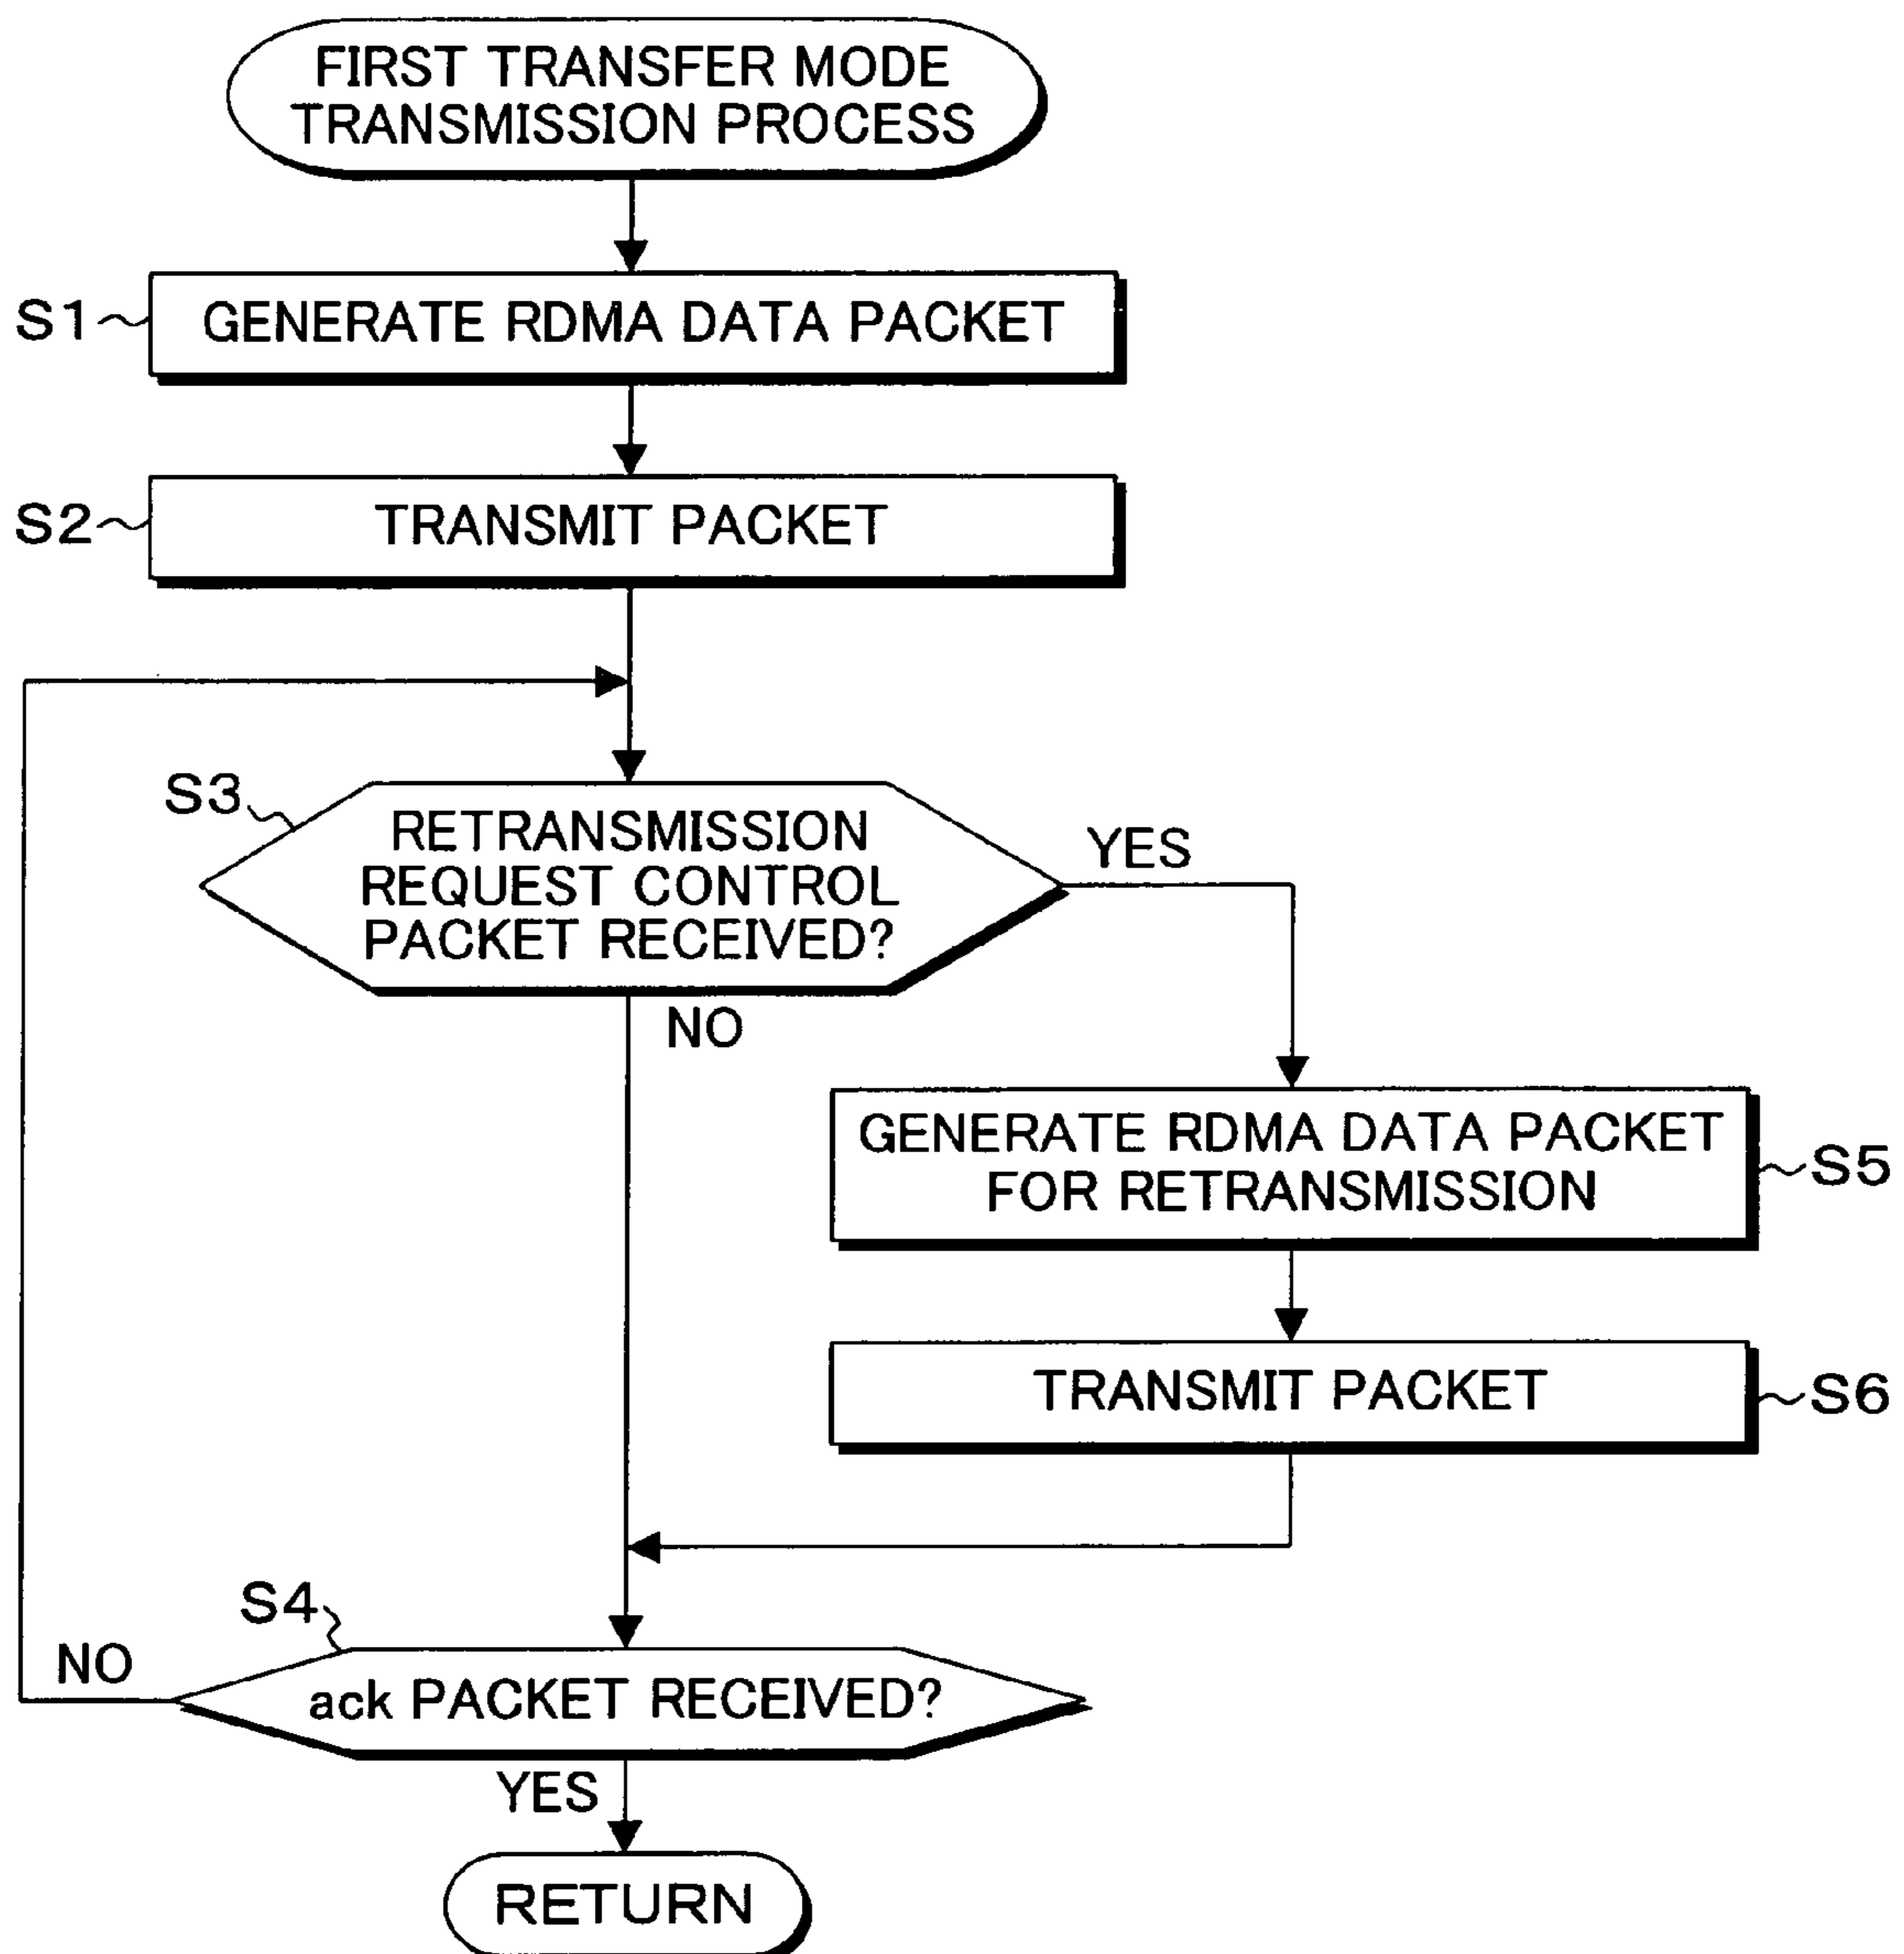 FIRST TRANSFER MODE
TRANSMISSION PROCESS
S1
GENERATE RDMA DATA PACKET
S2
TRANSMIT PACKET
S3
RETRANSMISSION
REQUEST CONTROL
PACKET RECEIVED?
YES
NO
GENERATE RDMA DATA PACKET
FOR RETRANSMISSION
S5
TRANSMIT PACKET
S6
S4
NO
ack PACKET RECEIVED?
YES
RETURN